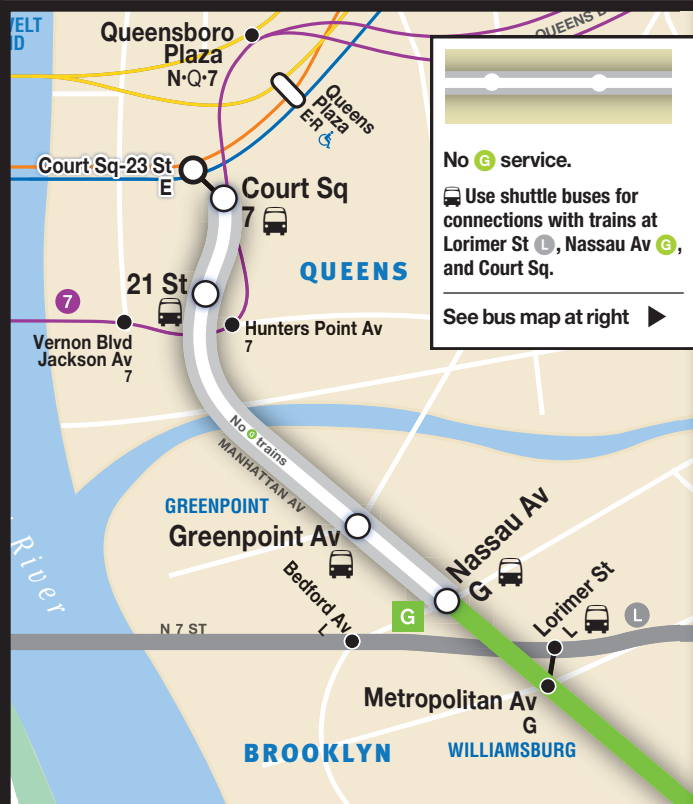 VELT
ND
Queensboro
Plaza
N•Q•7
QUEENS B
Queens
Plaza
E•R
Court Sq-23 St
E
Court Sq
7
No G service.
Use shuttle buses for
connections with trains at
Lorimer St L, Nassau Av G,
and Court Sq.
See bus map at right
QUEENS
21 St
7
Vernon Blvd
Jackson Av
7
Hunters Point Av
7
No G trains
MANHATTAN AV
GREENPOINT
Greenpoint Av
Nassau Av
G
River
Bedford Av
L
G
Lorimer St
L
L
N 7 ST
Metropolitan Av
G
BROOKLYN
WILLIAMSBURG